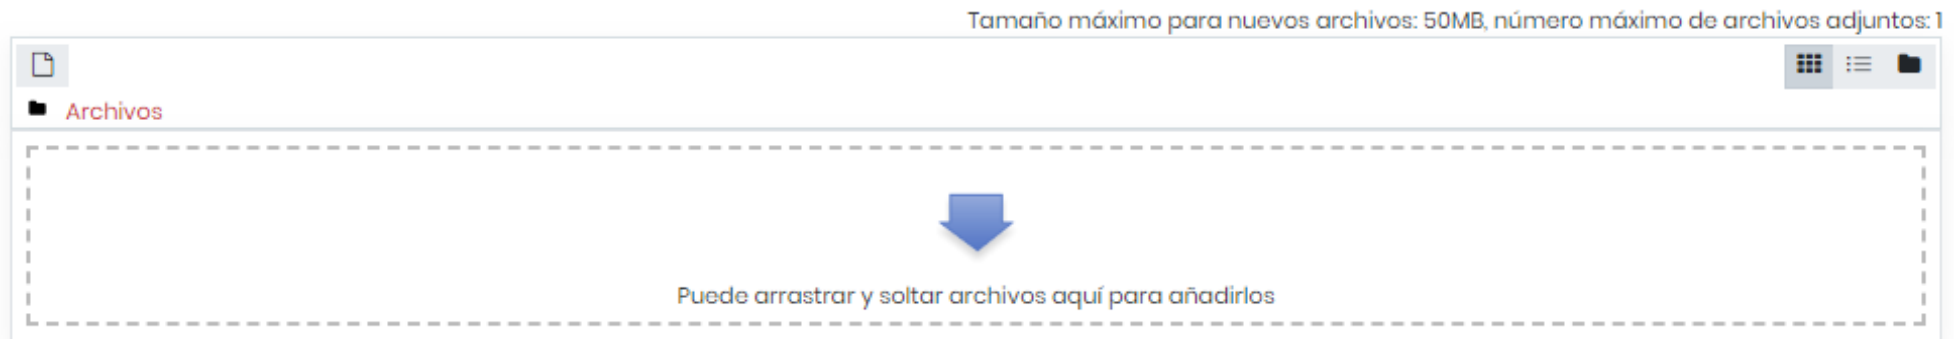 Tamaño máximo para nuevos archivos: 50MB, número máximo de archivos adjuntos: 1
Archivos
Puede arrastrar y soltar archivos aquí para añadirlos